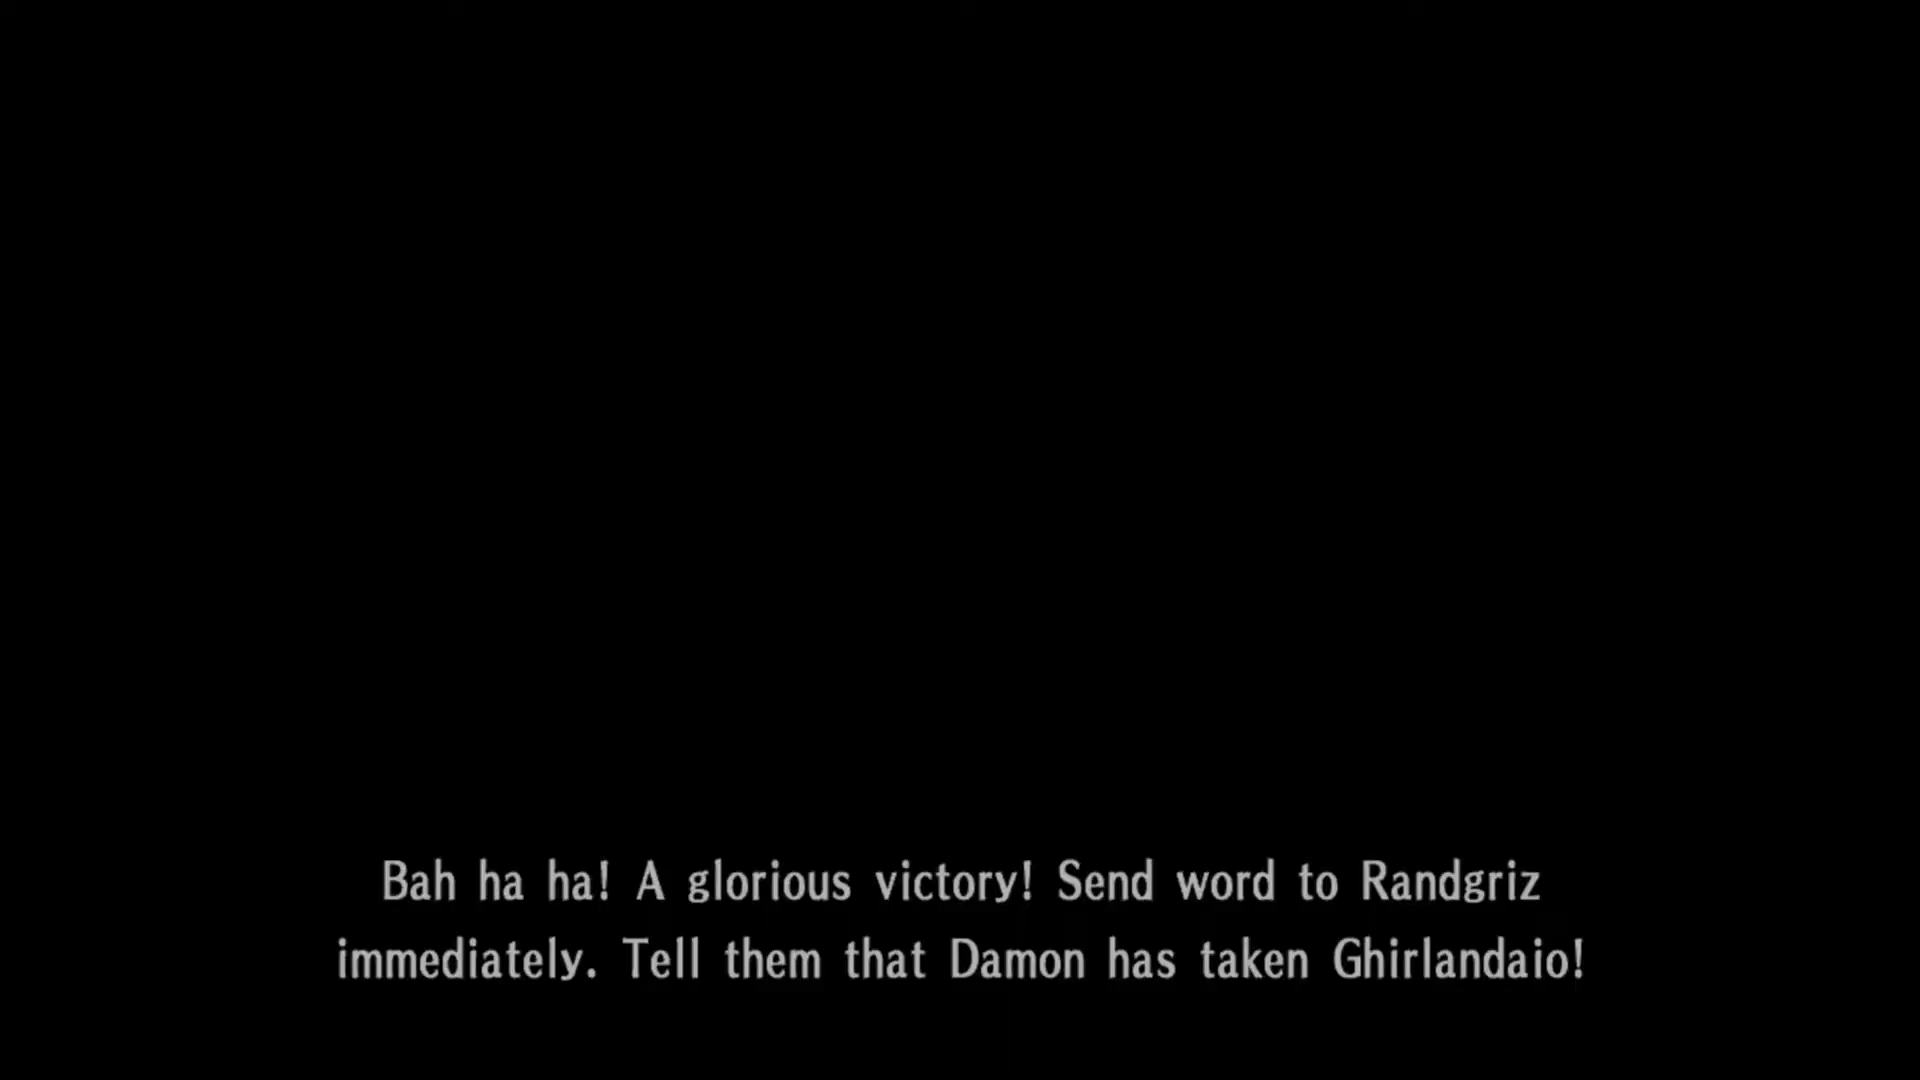 Bah ha ha! A glorious victory! Send word to Randgriz
immediately. Tell them that Damon has taken Ghirlandaio!